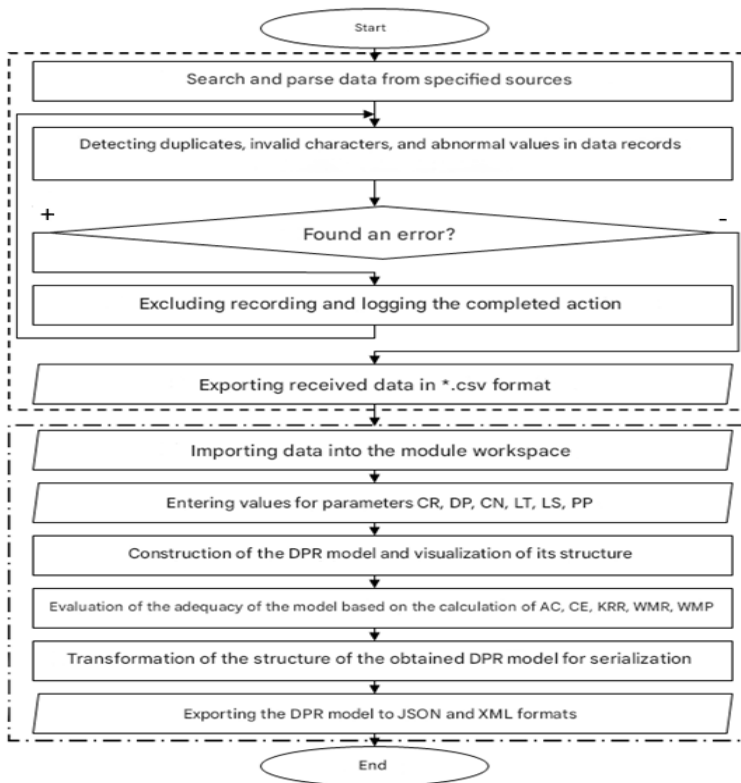 Start
Search and parse data from specified sources
Detecting duplicates, invalid characters, and abnormal values in data records
+
-
Found an error?
Excluding recording and logging the completed action
Exporting received data in *.csv format
Importing data into the module workspace
Entering values for parameters CR, DP, CN, LT, LS, PP
Construction of the DPR model and visualization of its structure
Evaluation of the adequacy of the model based on the calculation of AC, CE, KRR, WMR, WMP
Transformation of the structure of the obtained DPR model for serialization
Exporting the DPR model to JSON and XML formats
End